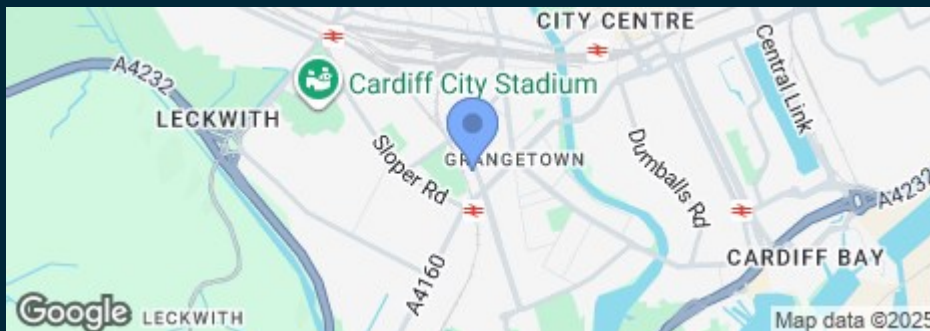 CITY CENTRE
A4232
Cardiff City Stadium
Central Link
LECKWITH
GRANGETOWN
Sloper Rd
Dumballs Rd
A4232
CARDIFF BAY
A4160
Google
LECKWITH
Map data ©2025